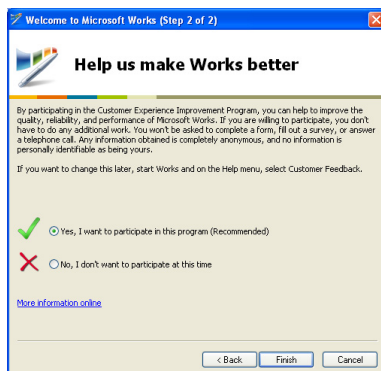 Welcome to Microsoft Works (Step 2 of 2)
Help us make Works better
By participating in the Customer Experience Improvement Program, you can help to improve the
quality, reliability, and performance of Microsoft Works. If you are willing to participate, you don't
have to do any additional work. You won't be asked to complete a form, fill out a survey, or answer
a telephone call. Any information obtained is completely anonymous, and no information is
personally identifiable as being yours.
If you want to change this later, start Works and on the Help menu, select Customer Feedback.
Yes, I want to participate in this program (Recommended)
No, I don't want to participate at this time
More information online
< Back Finish Cancel